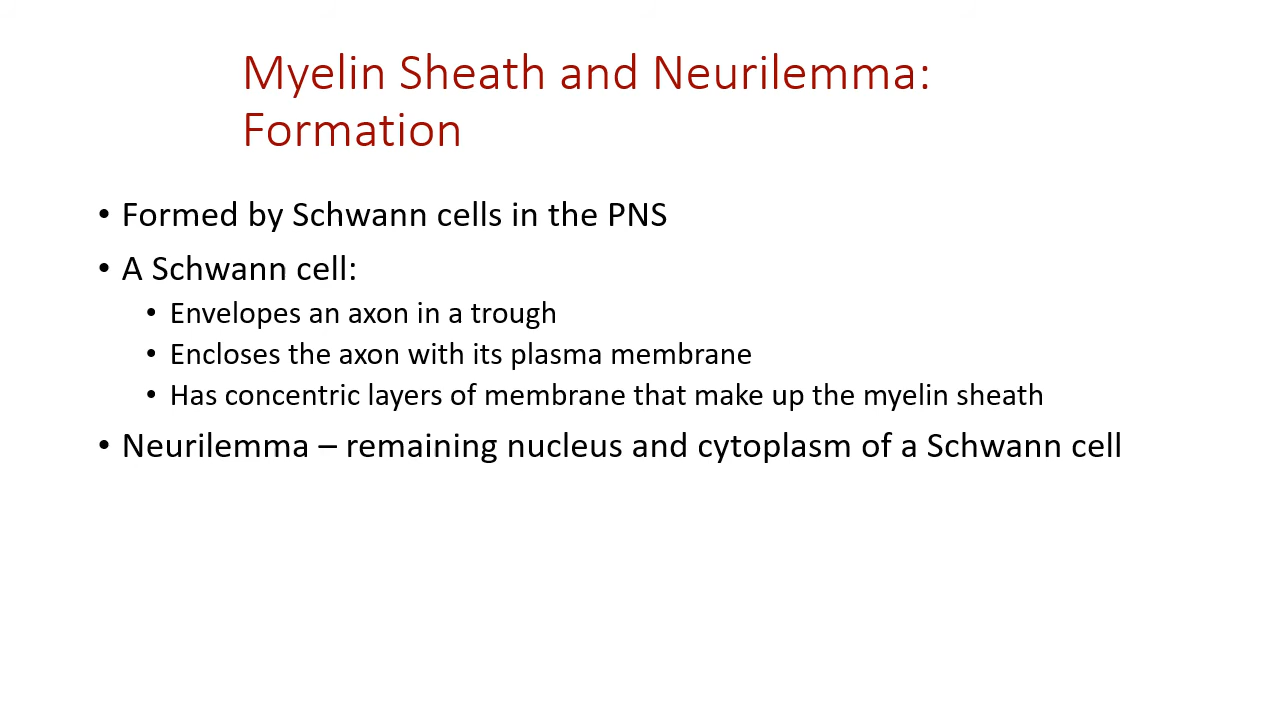 Myelin Sheath and Neurilemma:
Formation
• Formed by Schwann cells in the PNS
• A Schwann cell:
• Envelopes an axon in a trough
• Encloses the axon with its plasma membrane
• Has concentric layers of membrane that make up the myelin sheath
• Neurilemma – remaining nucleus and cytoplasm of a Schwann cell